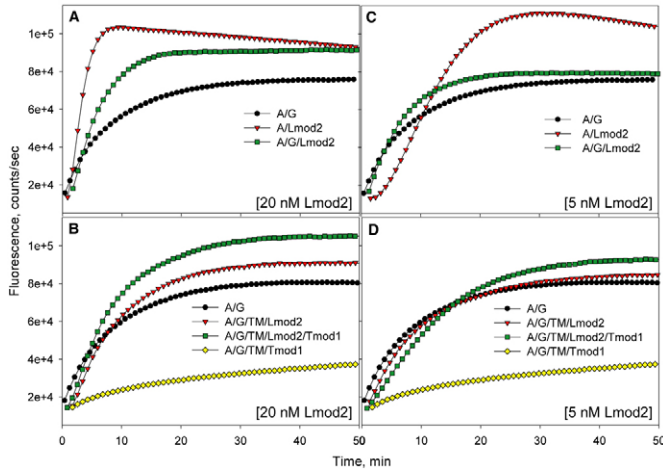 A
1e+5
8e+4
6e+4
4e+4
2e+4
A/G
A/Lmod2
A/G/Lmod2
[20 nM Lmod2]
C
A/G
A/Lmod2
A/G/Lmod2
[5 nM Lmod2]
Fluorescence, counts/sec
B
1e+5
8e+4
6e+4
4e+4
2e+4
A/G
A/G/TM/Lmod2
A/G/TM/Lmod2/Tmod1
A/G/TM/Tmod1
[20 nM Lmod2]
0 10 20 30 40 50
D
A/G
A/G/TM/Lmod2
A/G/TM/Lmod2/Tmod1
A/G/TM/Tmod1
[5 nM Lmod2]
10 20 30 40 50
Time, min